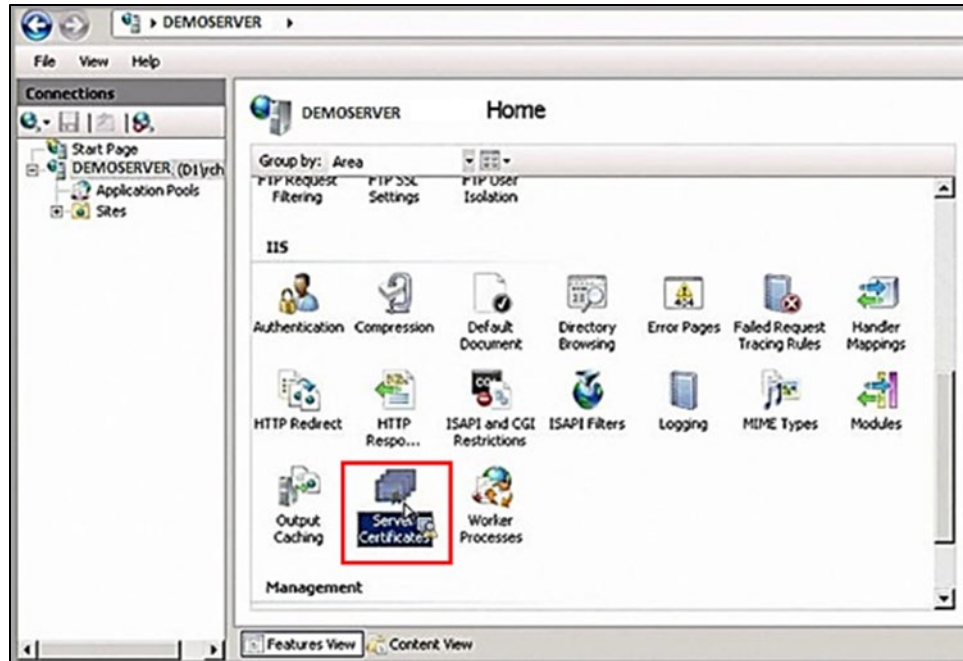 DEMOSERVER
File View Help
Connections
Start Page
DEMOSERVER (D1\rch
Application Pools
Sites
DEMOSERVER Home
Group by: Area
FTP Request FTP SSL FTP User
Filtering Settings Isolation
IIS
Authentication Compression Default Directory Error Pages Failed Request Handler
Document Browsing Tracing Rules Mappings
HTTP Redirect HTTP ISAPI and CGI ISAPI Filters Logging MIME Types Modules
Respo... Restrictions
Output Server Worker
Caching Certificates Processes
Management
Features View Content View